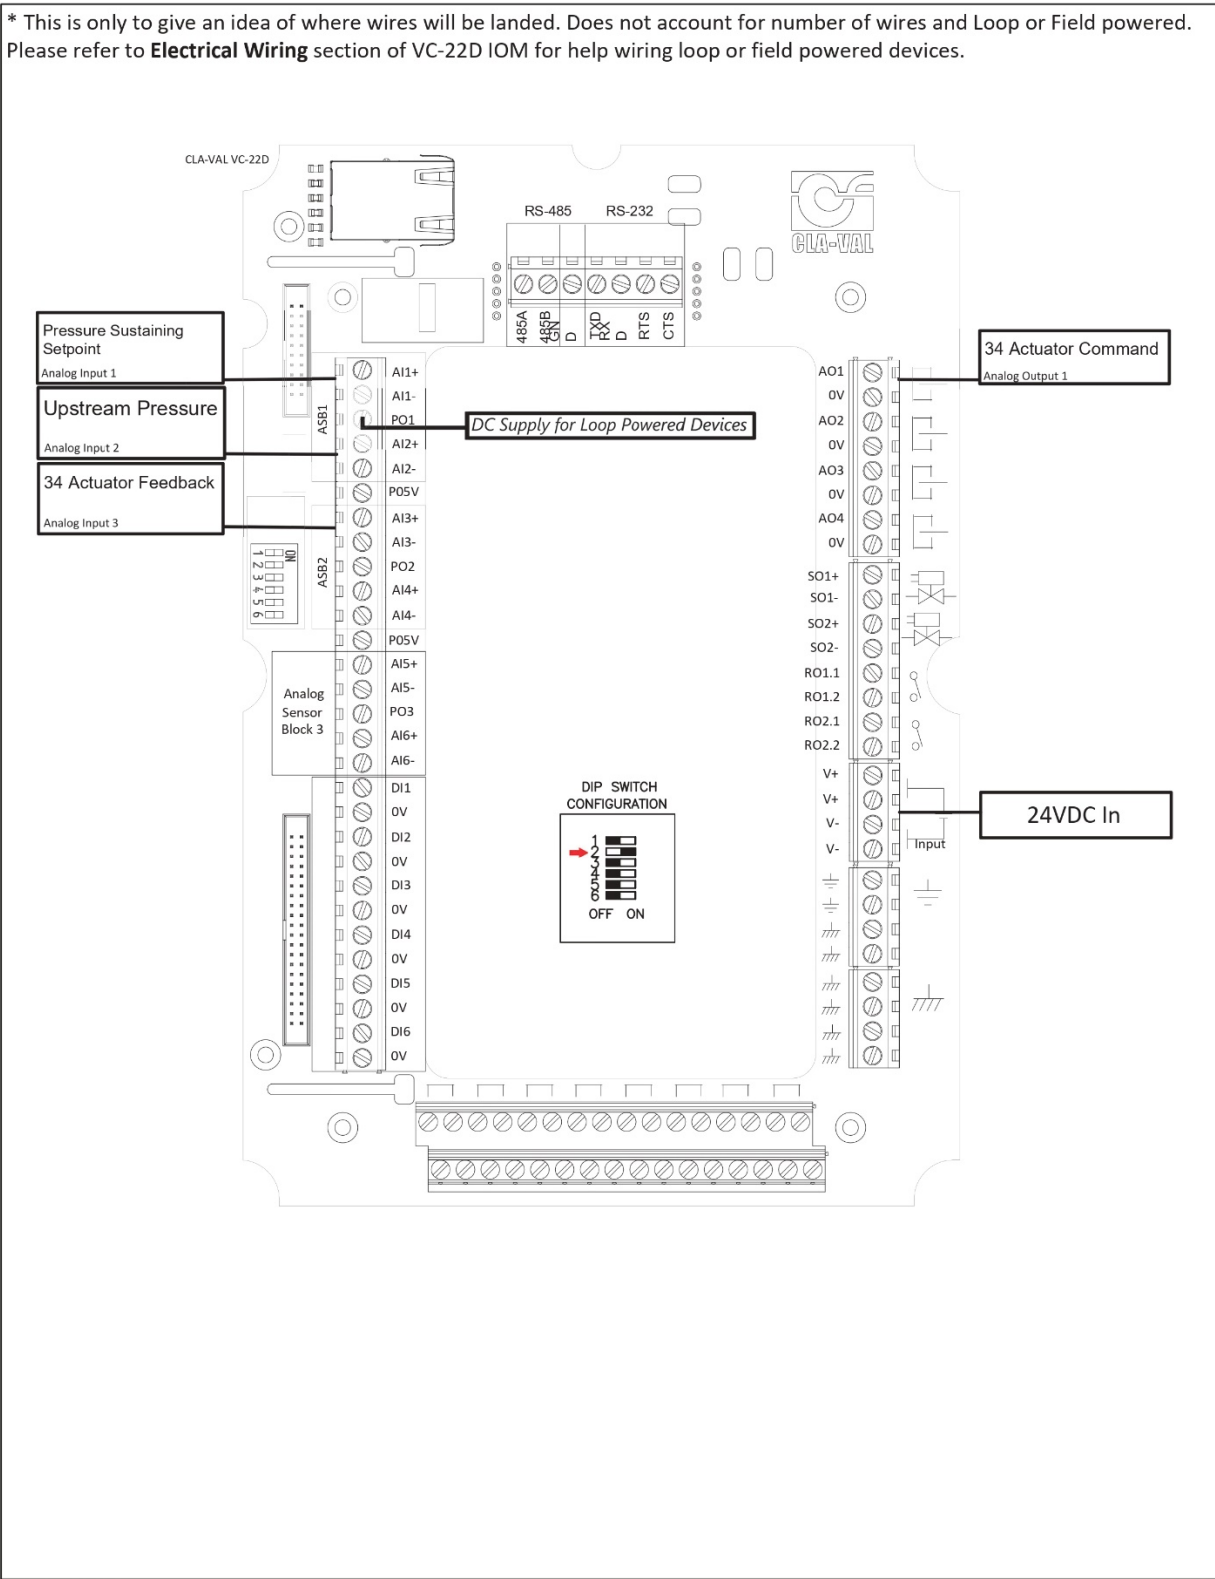 * This is only to give an idea of where wires will be landed. Does not account for number of wires and Loop or Field powered.
Please refer to Electrical Wiring section of VC-22D IOM for help wiring loop or field powered devices.
CLA-VAL VC-22D
RS-485
RS-232
CLA-VAL
485A
485B
GN
D
TXD
RX
D
RTS
CTS
Pressure Sustaining
Setpoint
Analog Input 1
Upstream Pressure
Analog Input 2
34 Actuator Feedback
Analog Input 3
ASB1
ASB2
AI1+
AI1-
PO1
AI2+
AI2-
P05V
AI3+
AI3-
PO2
AI4+
AI4-
P05V
AI5+
AI5-
PO3
AI6+
AI6-
DI1
0V
DI2
0V
DI3
0V
DI4
0V
DI5
0V
DI6
0V
DC Supply for Loop Powered Devices
ON
1
2
3
4
5
6
Analog
Sensor
Block 3
DIP SWITCH
CONFIGURATION
1
2
3
4
5
6
OFF ON
34 Actuator Command
Analog Output 1
AO1
0V
AO2
0V
AO3
0V
AO4
0V
SO1+
SO1-
SO2+
SO2-
RO1.1
RO1.2
RO2.1
RO2.2
V+
V+
V-
V-
Input
24VDC In